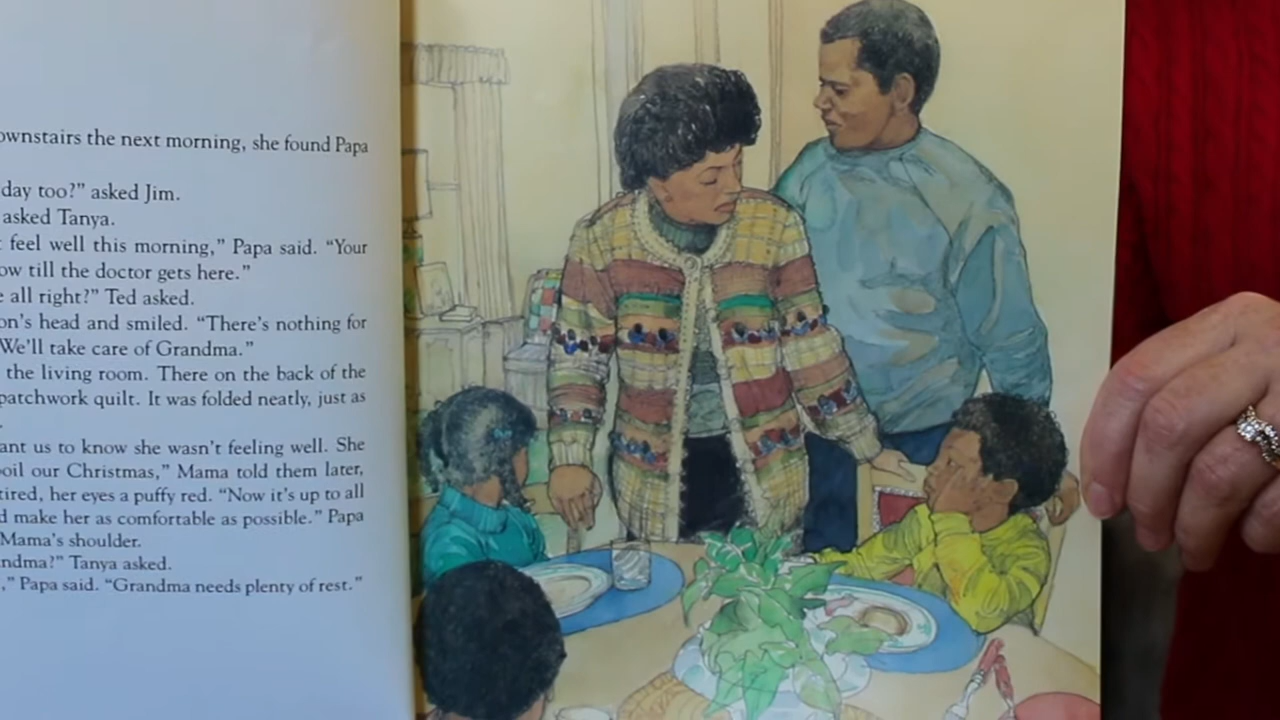 ownstairs the next morning, she found Papa
day too?” asked Jim.
asked Tanya.
feel well this morning,” Papa said. “Your
ow till the doctor gets here.”
all right?” Ted asked.
on’s head and smiled. “There’s nothing for
We’ll take care of Grandma.”
the living room. There on the back of the
patchwork quilt. It was folded neatly, just as
ant us to know she wasn’t feeling well. She
oil our Christmas,” Mama told them later,
tired, her eyes a puffy red. “Now it’s up to all
d make her as comfortable as possible.” Papa
Mama’s shoulder.
ndma?” Tanya asked.
,” Papa said. “Grandma needs plenty of rest.”